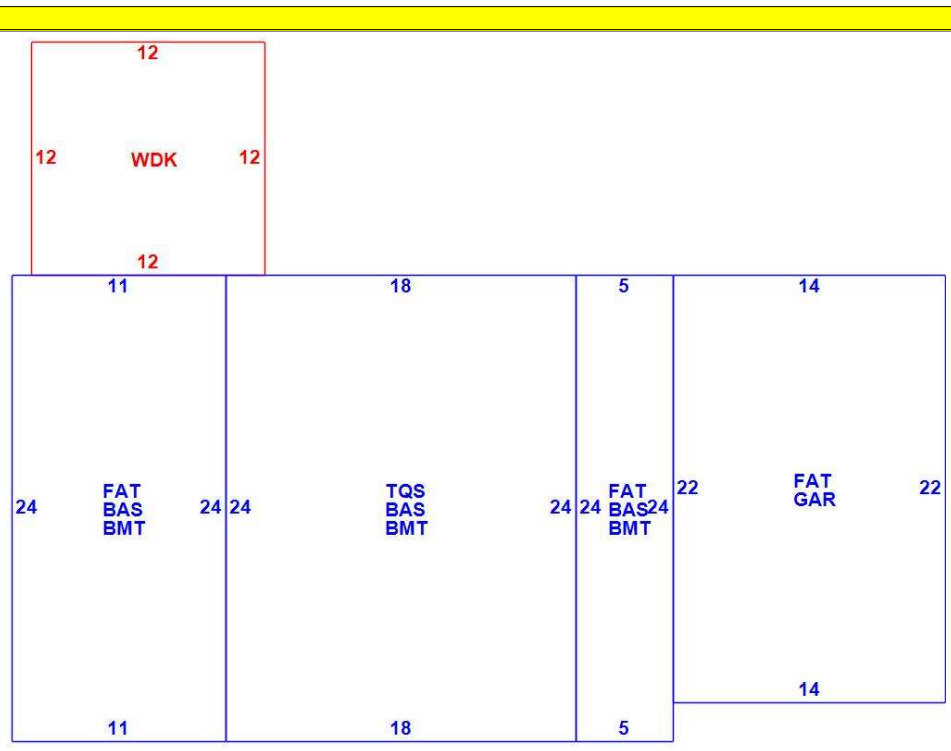 12
12 WDK 12
12
11 18 5 14
FAT
BAS
BMT
24 24
TQS
BAS
BMT
24 24
FAT
BAS
BMT
24 24
FAT
GAR
22 22
14
11 18 5